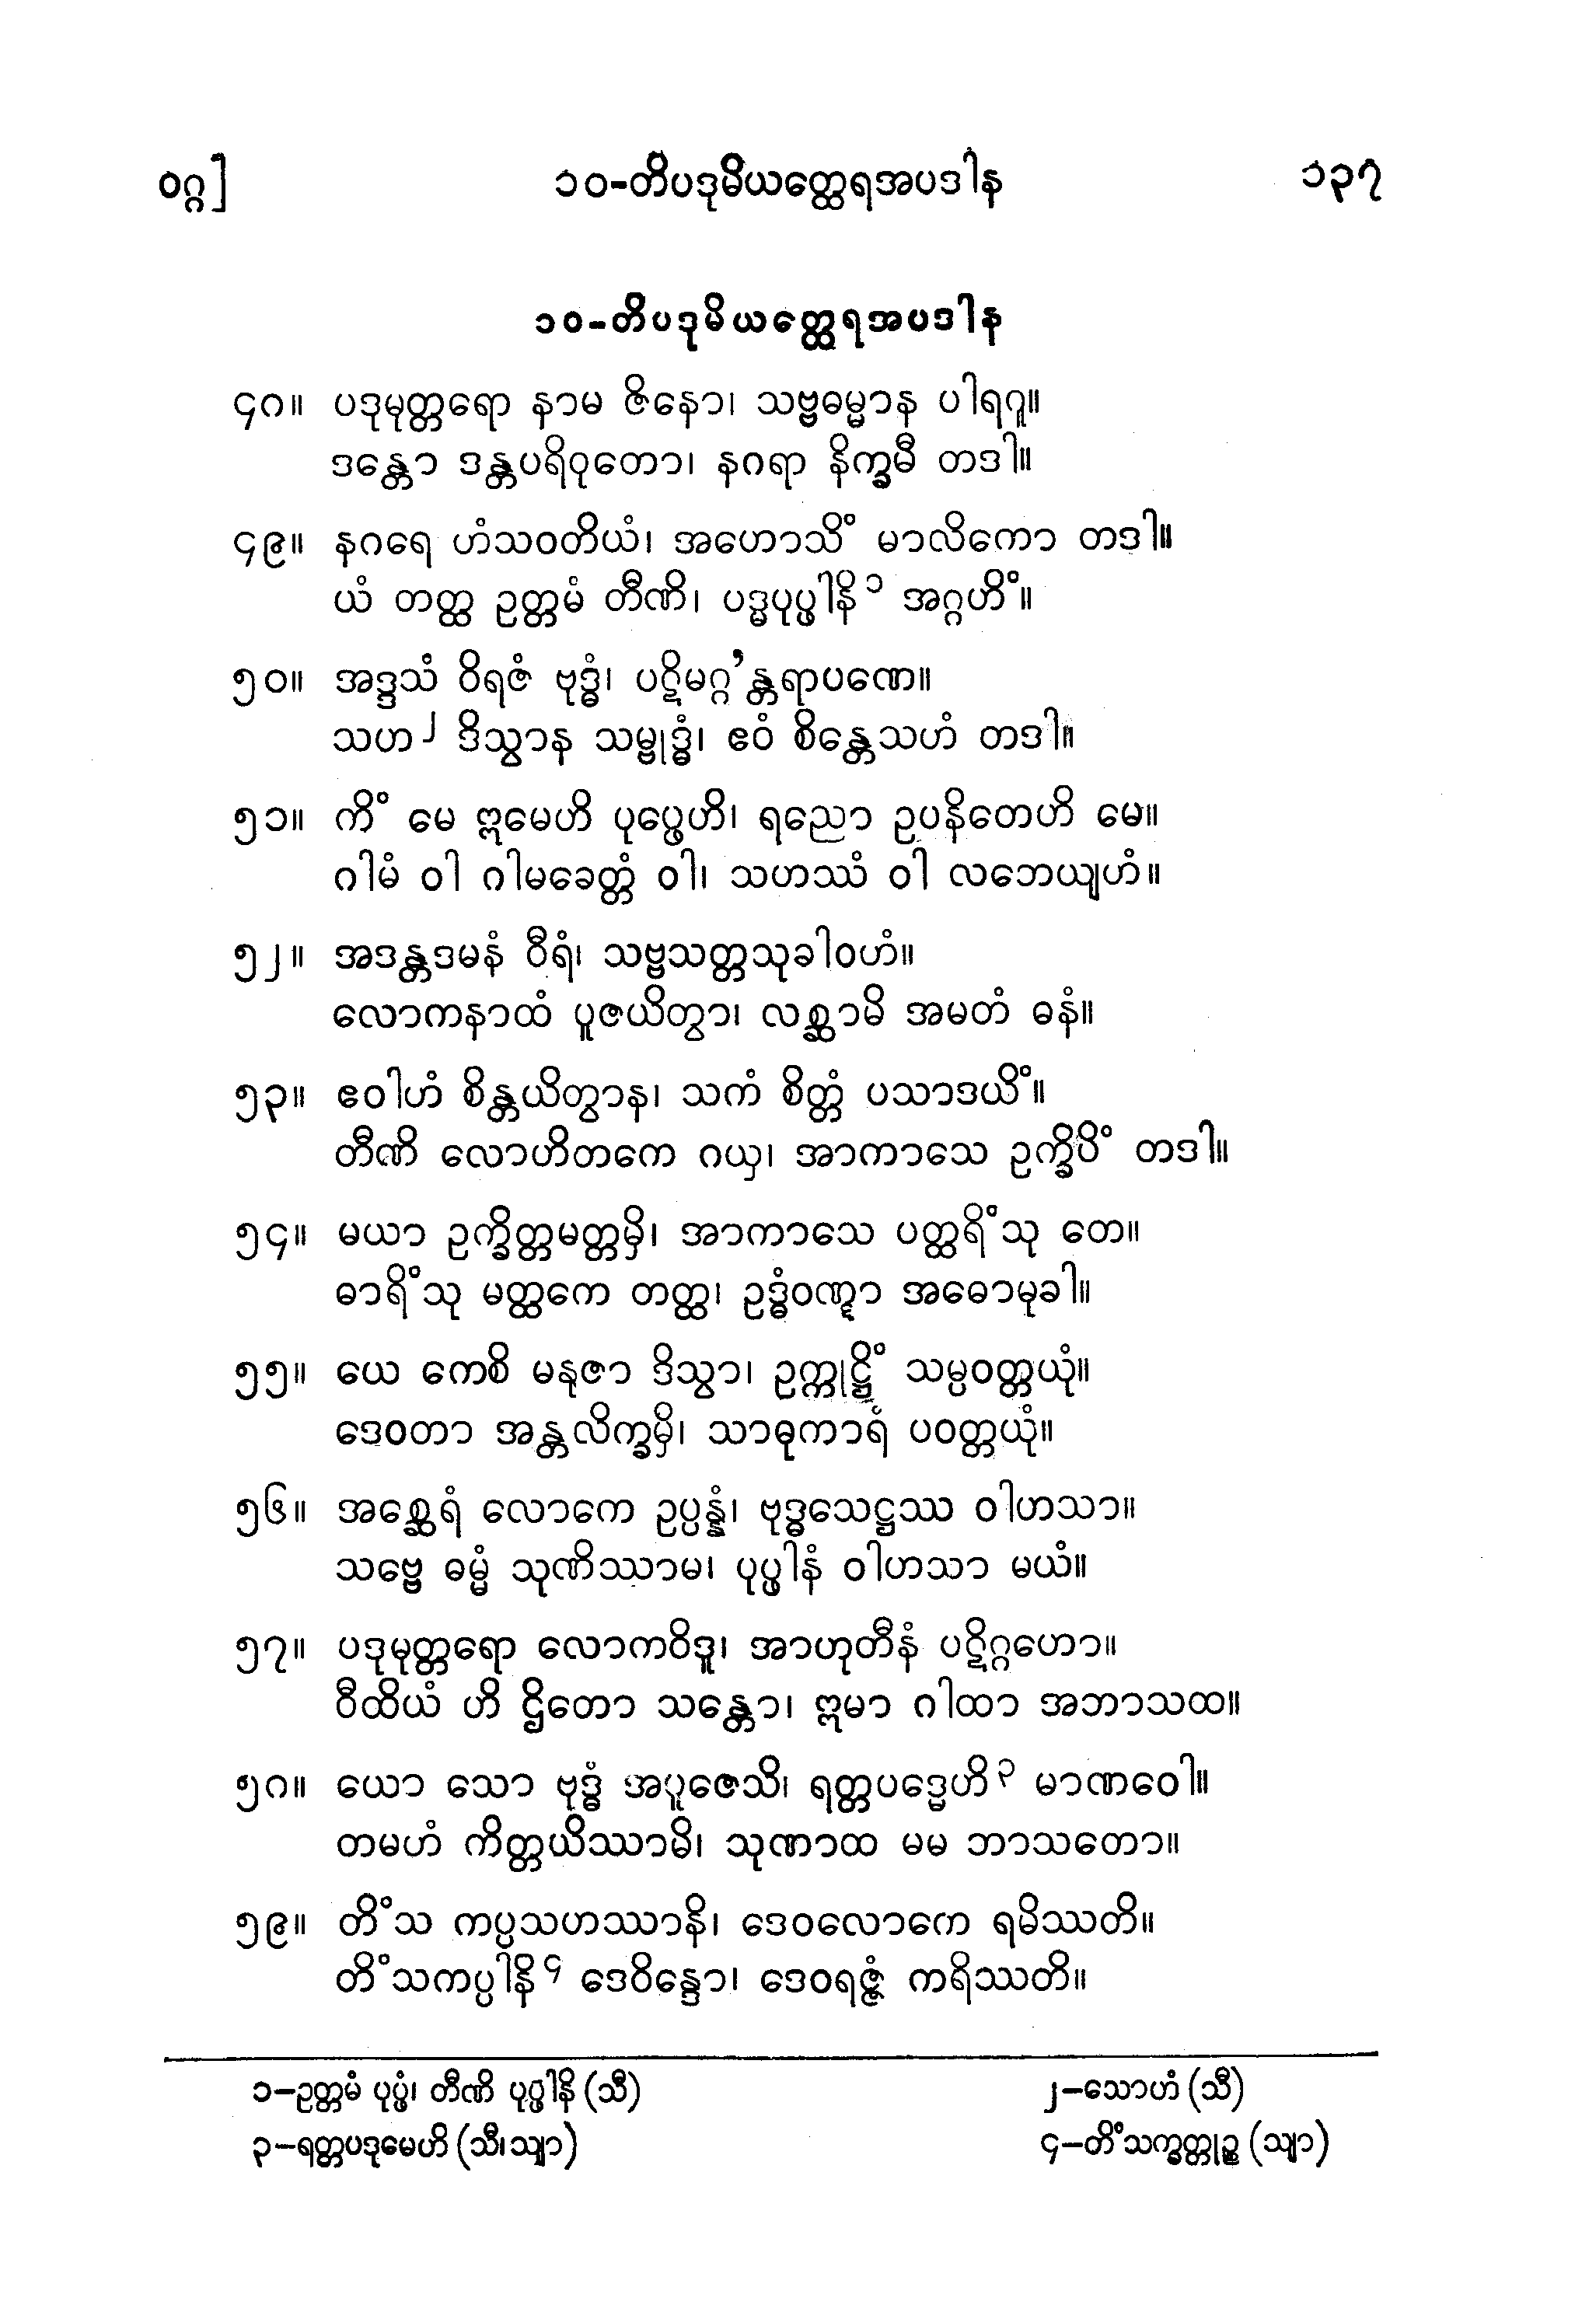 ဝဂ္ဂ]
၁၀-တိပဒုမိယတ္ထေရအပဒါန
၁၃၇
၁၀-တိပဒုမိယတ္ထေရအပဒါန
၄၈။ ပဒုမုတ္တရော နာမ ဇိနော၊ သဗ္ဗဓမ္မာန ပါရဂူ။
ဒန္တော ဒန္တပရိဝုတော၊ နဂရာ နိက္ခမီ တဒါ။
၄၉။ နဂရေ ဟံသဝတိယံ၊ အဟောသိံ မာလိကော တဒါ။
ယံ တတ္ထ ဥတ္တမံ တီဏိ၊ ပဒ္မပုပ္ဖါနိ၁ အဂ္ဂဟိံ။
၅၀။ အဒ္ဒသံ ဝိရဇံ ဗုဒ္ဓံ၊ ပဋိမဂ္ဂ’န္တရာပဏေ။
သဟ၂ ဒိသွာန သမ္ဗုဒ္ဓံ၊ ဧဝံ စိန္တေသဟံ တဒါ။
၅၁။ ကိံ မေ ဣမေဟိ ပုပ္ဖေဟိ၊ ရညော ဥပနိတေဟိ မေ။
ဂါမံ ဝါ ဂါမခေတ္တံ ဝါ၊ သဟဿံ ဝါ လဘေယျဟံ။
၅၂။ အဒန္တဒမနံ ဝီရံ၊ သဗ္ဗသတ္တသုခါဝဟံ။
လောကနာထံ ပူဇယိတွာ၊ လစ္ဆာမိ အမတံ ဓနံ။
၅၃။ ဧဝါဟံ စိန္တယိတွာန၊ သကံ စိတ္တံ ပသာဒယိံ။
တီဏိ လောဟိတကေ ဂယှ၊ အာကာသေ ဥက္ခိပိံ တဒါ။
၅၄။ မယာ ဥက္ခိတ္တမတ္တမှိ၊ အာကာသေ ပတ္ထရိံသု တေ။
ဓာရိံသု မတ္ထကေ တတ္ထ၊ ဥဒ္ဓံဝဏ္ဋာ အဓောမုခါ။
၅၅။ ယေ ကေစိ မနုဇာ ဒိသွာ၊ ဥက္ကုဋ္ဌိံ သမ္ပဝတ္တယုံ။
ဒေဝတာ အန္တလိက္ခမှိ၊ သာဓုကာရံ ပဝတ္တယုံ။
၅၆။ အစ္ဆေရံ လောကေ ဥပ္ပန္နံ၊ ဗုဒ္ဓသေဋ္ဌဿ ဝါဟသာ။
သဗ္ဗေ ဓမ္မံ သုဏိဿာမ၊ ပုပ္ဖါနံ ဝါဟသာ မယံ။
၅၇။ ပဒုမုတ္တရော လောကဝိဒူ၊ အာဟုတီနံ ပဋိဂ္ဂဟော။
ဝီထိယံ ဟိ ဌိတော သန္တော၊ ဣမာ ဂါထာ အဘာသထ။
၅၈။ ယော သော ဗုဒ္ဓံ အပူဇေသိ၊ ရတ္တပဒ္မေဟိ၃ မာဏဝေါ။
တမဟံ ကိတ္တယိဿာမိ၊ သုဏာထ မမ ဘာသတော။
၅၉။ တိံသ ကပ္ပသဟဿာနိ၊ ဒေဝလောကေ ရမိဿတိ။
တိံသကပ္ပါနိ၄ ဒေဝိန္ဒော၊ ဒေဝရဇ္ဇံ ကရိဿတိ။
၁–ဥတ္တမံ ပုပ္ဖံ၊ တီဏိ ပုပ္ဖါနိ (သီ)
၂–သောဟံ (သီ)
၃–ရတ္တပဒုမေဟိ (သီ၊သျာ)
၄–တိံသက္ခတ္တုဉ္စ (သျာ)